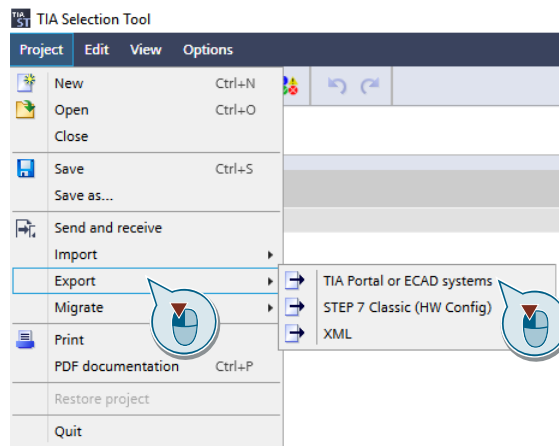 TIA ST TIA Selection Tool
Project Edit View Options
New Ctrl+N
Open Ctrl+O
Close
Save Ctrl+S
Save as...
Send and receive
Import
Export
TIA Portal or ECAD systems
Migrate
STEP 7 Classic (HW Config)
XML
Print
PDF documentation Ctrl+P
Restore project
Quit